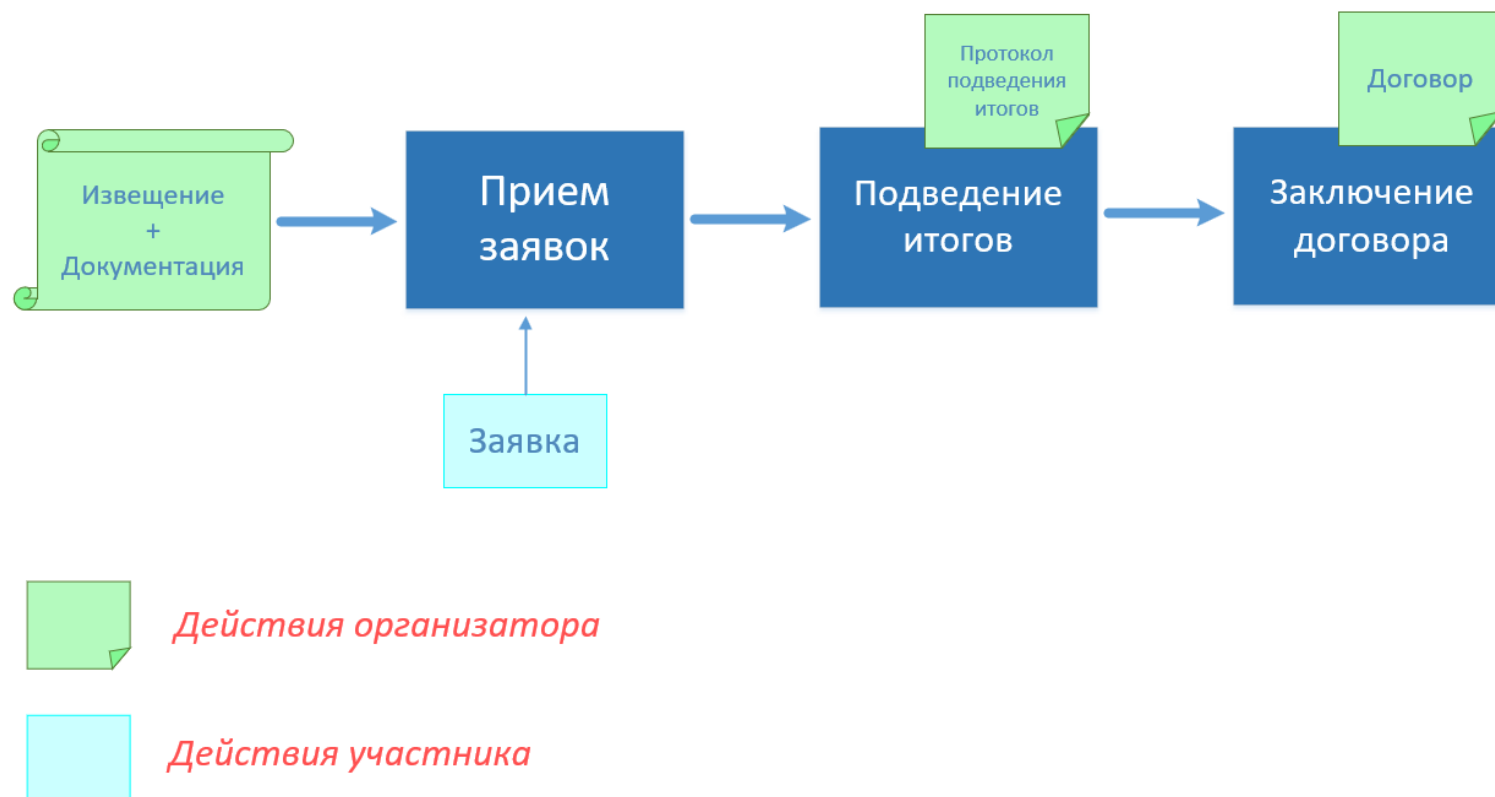 Извещение
+
Документация
Прием
заявок
Заявка
Протокол
подведения
итогов
Подведение
итогов
Договор
Заключение
договора
Действия организатора
Действия участника